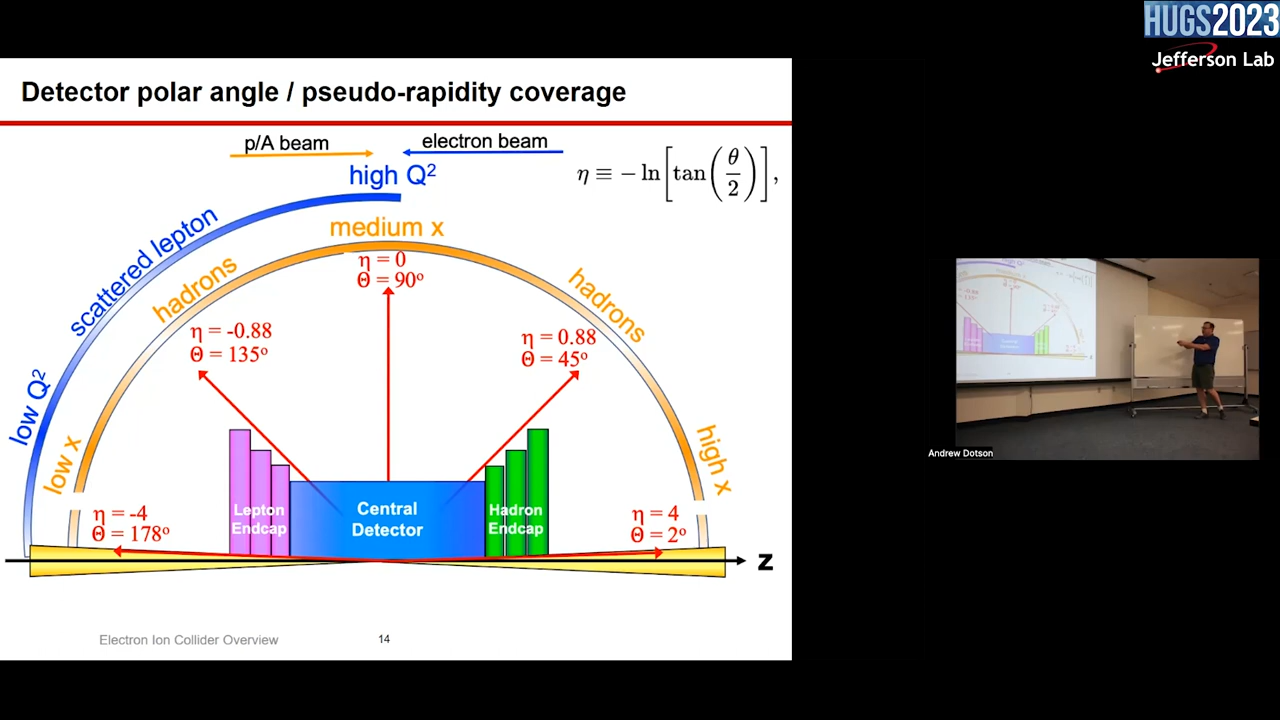 HUGS2023
Jefferson Lab
Detector polar angle / pseudo-rapidity coverage
p/A beam
electron beam
high Q²
η ≡ − ln[tan(θ/2)],
scattered lepton
medium x
hadrons
η = 0
Θ = 90º
hadrons
η = -0.88
Θ = 135º
η = 0.88
Θ = 45º
low Q²
low x
high x
Lepton
Endcap
Central
Detector
Hadron
Endcap
η = -4
Θ = 178º
η = 4
Θ = 2º
z
Electron Ion Collider Overview
14
Andrew Dotson